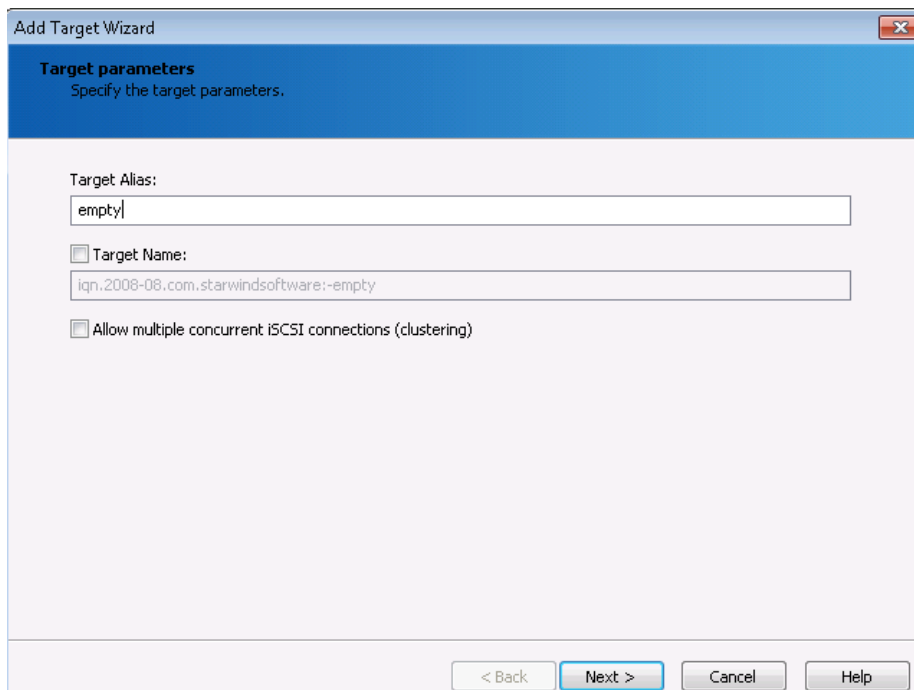 Add Target Wizard
Target parameters
Specify the target parameters.
Target Alias:
empty
Target Name:
iqn.2008-08.com.starwindsoftware:-empty
Allow multiple concurrent iSCSI connections (clustering)
< Back Next > Cancel Help